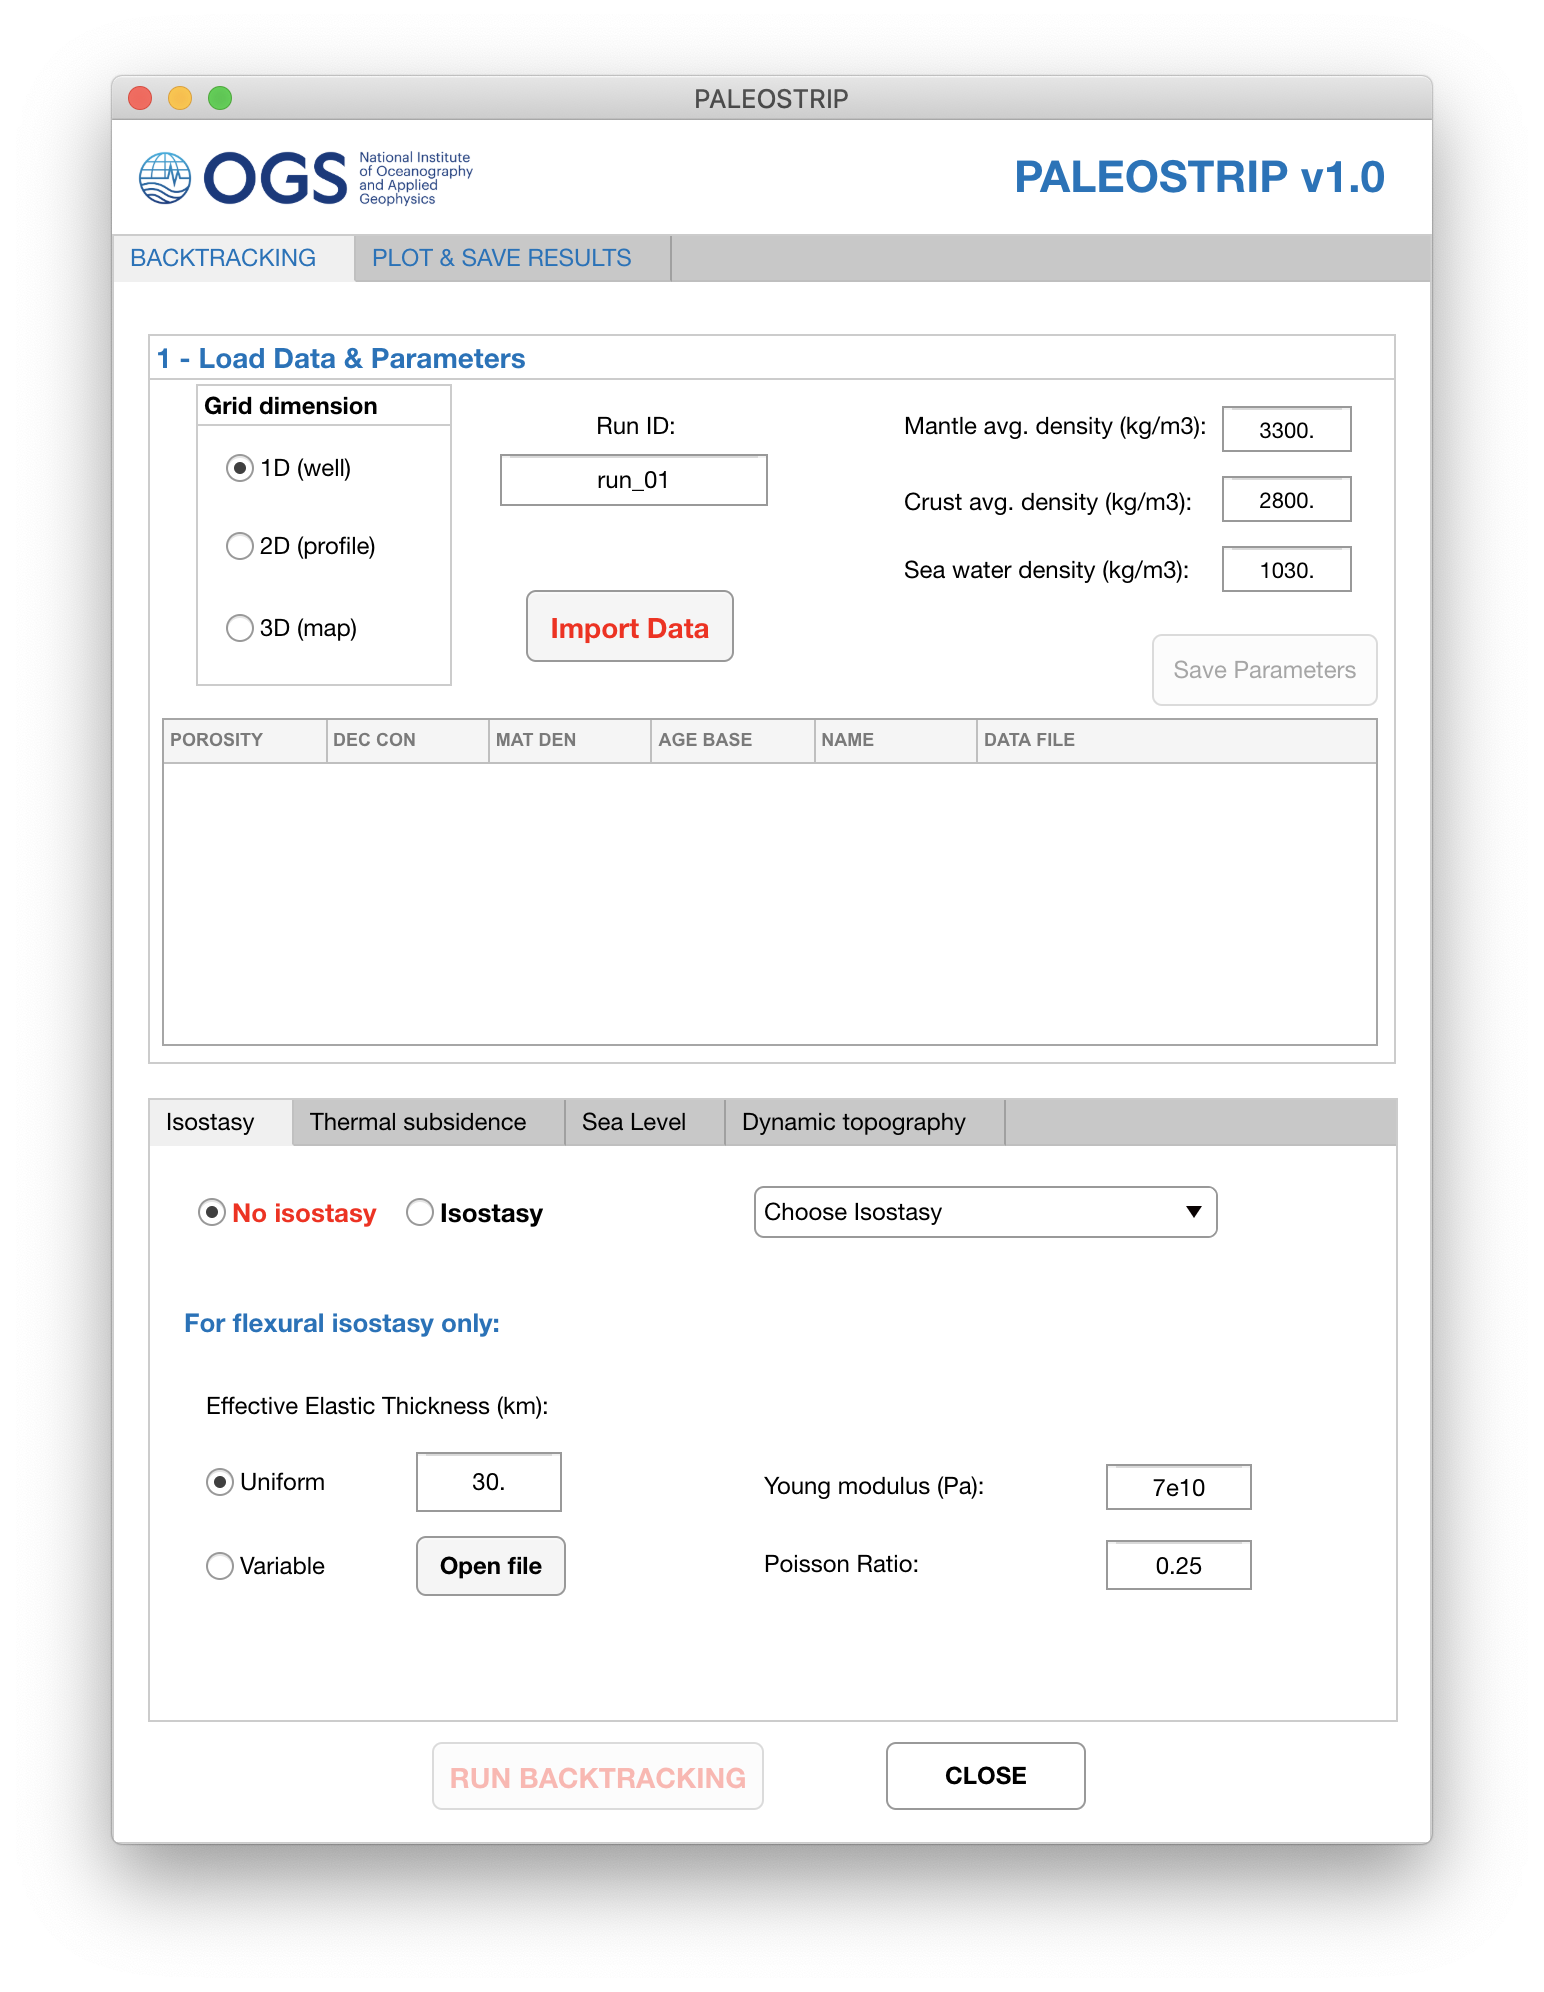 PALEOSTRIP
OGS
National Institute
of Oceanography
and Applied
Geophysics
PALEOSTRIP v1.0
BACKTRACKING
PLOT & SAVE RESULTS
1 - Load Data & Parameters
Grid dimension
1D (well)
2D (profile)
3D (map)
Run ID:
run_01
Import Data
Mantle avg. density (kg/m3):
3300.
Crust avg. density (kg/m3):
2800.
Sea water density (kg/m3):
1030.
Save Parameters
POROSITY
DEC CON
MAT DEN
AGE BASE
NAME
DATA FILE
Isostasy
Thermal subsidence
Sea Level
Dynamic topography
No isostasy
Isostasy
Choose Isostasy
For flexural isostasy only:
Effective Elastic Thickness (km):
Uniform
30.
Variable
Open file
Young modulus (Pa):
7e10
Poisson Ratio:
0.25
RUN BACKTRACKING
CLOSE